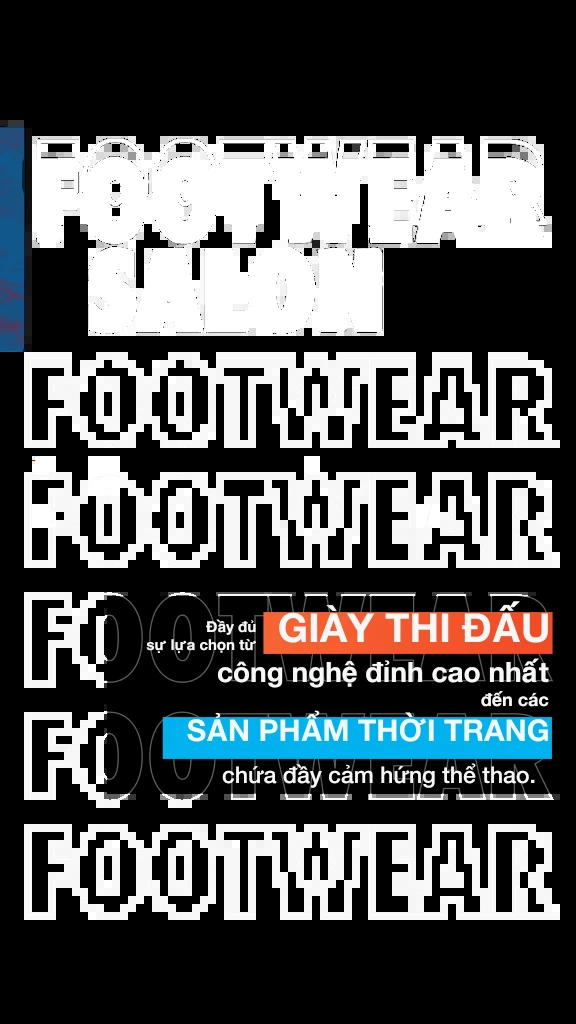 FOOTWEAR
SALON
FOOTWEAR
FOOTWEAR
FOOTWEAR
Đầy đủ
sự lựa chọn từ
GIÀY THI ĐẤU
công nghệ đỉnh cao nhất
đến các
FOOTWEAR
SẢN PHẨM THỜI TRANG
chứa đầy cảm hứng thể thao.
FOOTWEAR